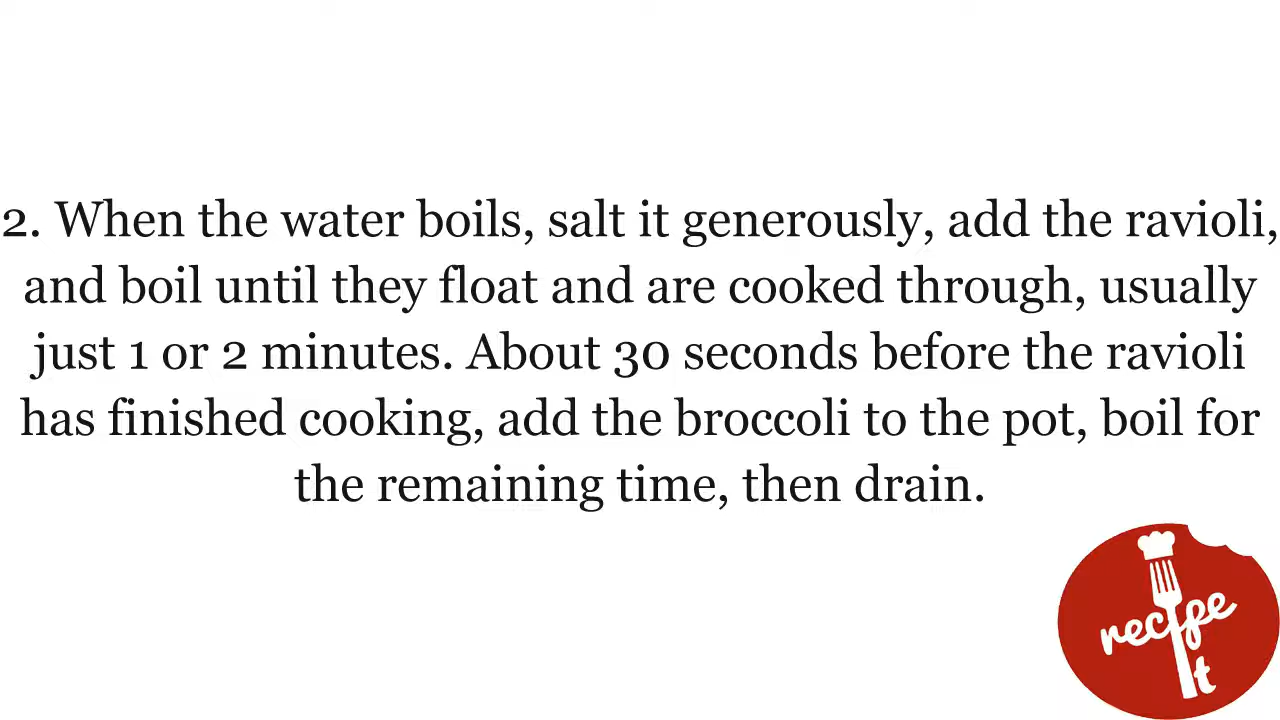 2. When the water boils, salt it generously, add the ravioli,
and boil until they float and are cooked through, usually
just 1 or 2 minutes. About 30 seconds before the ravioli
has finished cooking, add the broccoli to the pot, boil for
the remaining time, then drain.
recipe
It